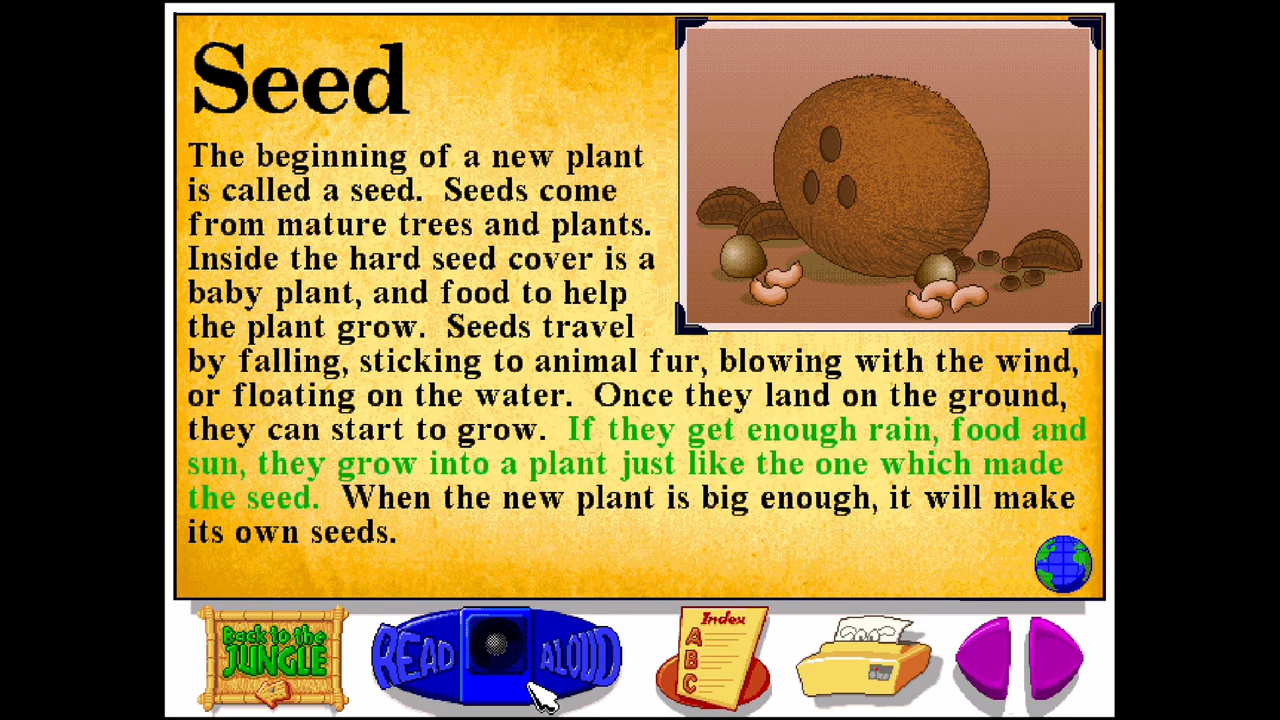 Seed
The beginning of a new plant
is called a seed.  Seeds come
from mature trees and plants.
Inside the hard seed cover is a
baby plant, and food to help
the plant grow.  Seeds travel
by falling, sticking to animal fur, blowing with the wind,
or floating on the water.  Once they land on the ground,
they can start to grow.  If they get enough rain, food and
sun, they grow into a plant just like the one which made
the seed.  When the new plant is big enough, it will make
its own seeds.
Back to the
JUNGLE
READ ALOUD
Index
A
B
C